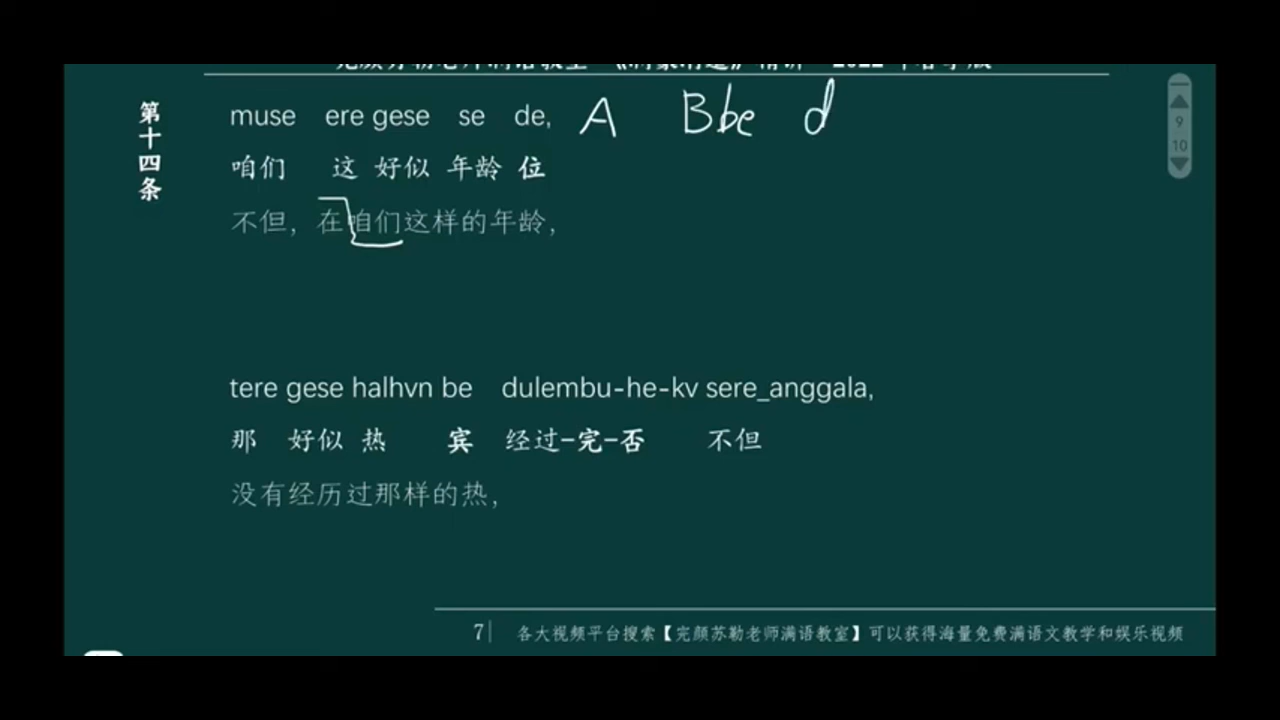 第十四条
muse ere gese se de, A Bbe d
咱们 这 好似 年龄 位
不但，在咱们这样的年龄，
tere gese halhvn be dulembu-he-kv sere_anggala,
那 好似 热 宾 经过-完-否 不但
没有经历过那样的热，
9
10
7 各大视频平台搜索【完颜苏勒老师满语教室】可以获得海量免费满语文教学和娱乐视频